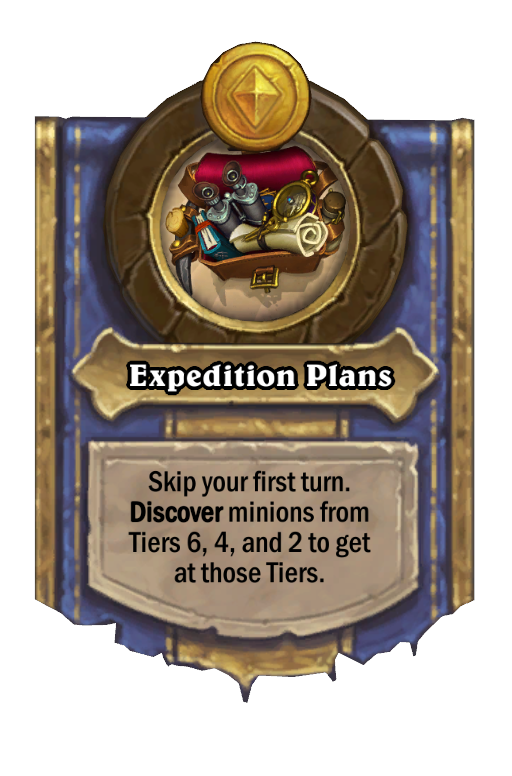 Expedition Plans
Skip your first turn.
Discover minions from
Tiers 6, 4, and 2 to get
at those Tiers.